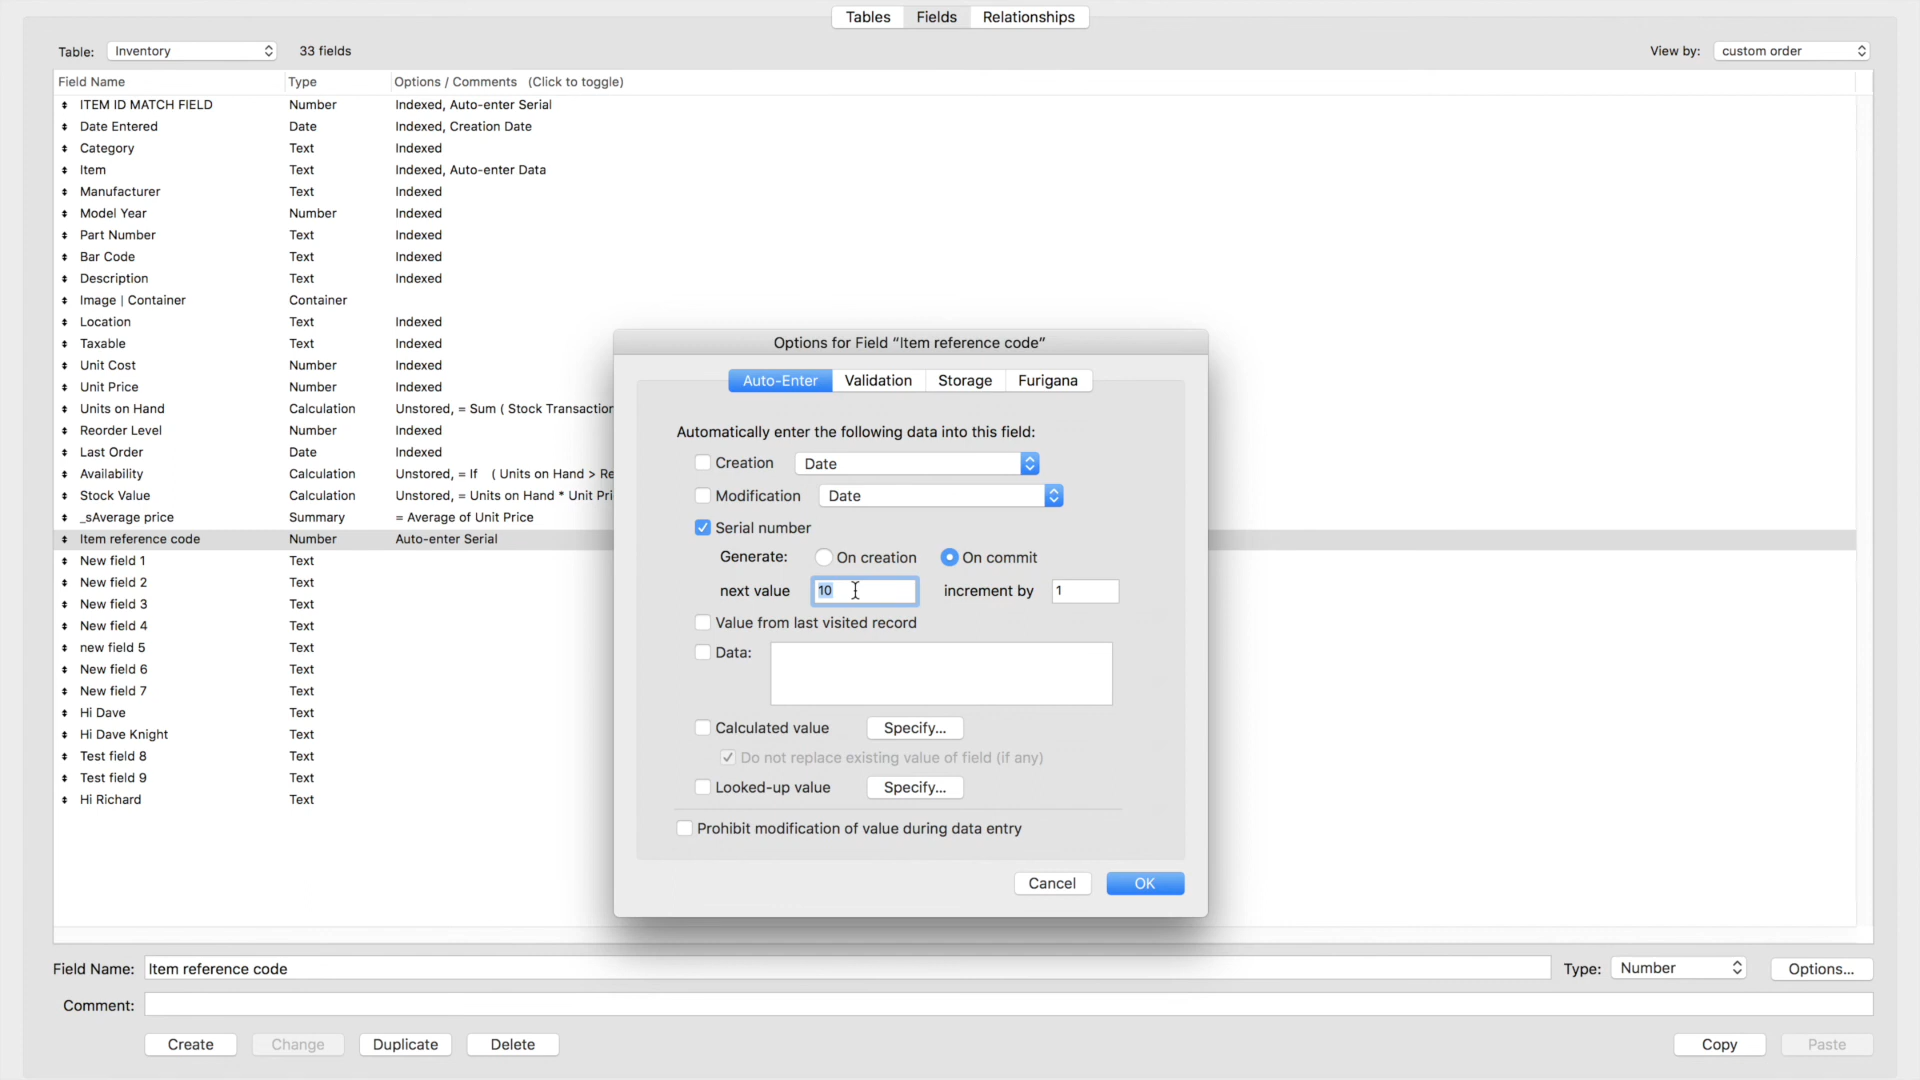 Tables Fields Relationships
Table: Inventory 33 fields View by: custom order
Field Name Type Options / Comments (Click to toggle)
ITEM ID MATCH FIELD Number Indexed, Auto-enter Serial
Date Entered Date Indexed, Creation Date
Category Text Indexed
Item Text Indexed, Auto-enter Data
Manufacturer Text Indexed
Model Year Number Indexed
Part Number Text Indexed
Bar Code Text Indexed
Description Text Indexed
Image | Container Container
Location Text Indexed
Taxable Text Indexed
Unit Cost Number Indexed
Unit Price Number Indexed
Units on Hand Calculation Unstored, = Sum ( Stock Transaction
Reorder Level Number Indexed
Last Order Date Indexed
Availability Calculation Unstored, = If ( Units on Hand > Re
Stock Value Calculation Unstored, = Units on Hand * Unit Pri
_sAverage price Summary = Average of Unit Price
Item reference code Number Auto-enter Serial
New field 1 Text
New field 2 Text
New field 3 Text
New field 4 Text
new field 5 Text
New field 6 Text
New field 7 Text
Hi Dave Text
Hi Dave Knight Text
Test field 8 Text
Test field 9 Text
Hi Richard Text
Options for Field “Item reference code”
Auto-Enter Validation Storage Furigana
Automatically enter the following data into this field:
Creation Date
Modification Date
Serial number
Generate: On creation On commit
next value 10 increment by 1
Value from last visited record
Data:
Calculated value Specify...
Do not replace existing value of field (if any)
Looked-up value Specify...
Prohibit modification of value during data entry
Cancel OK
Field Name: Item reference code Type: Number Options...
Comment:
Create Change Duplicate Delete Copy Paste